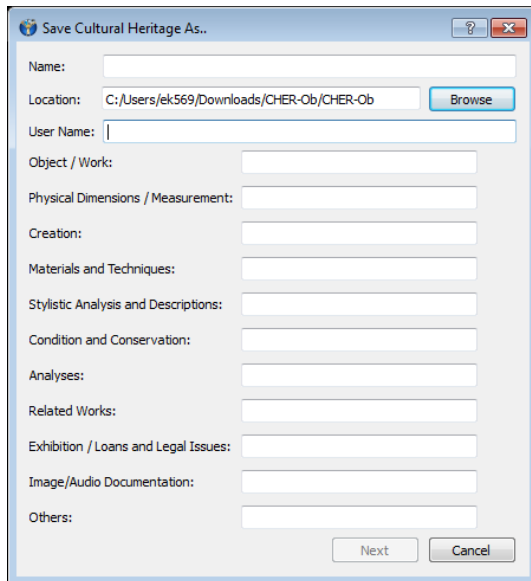 Save Cultural Heritage As..
Name:
Location: C:/Users/ek569/Downloads/CHER-Ob/CHER-Ob Browse
User Name:
Object / Work:
Physical Dimensions / Measurement:
Creation:
Materials and Techniques:
Stylistic Analysis and Descriptions:
Condition and Conservation:
Analyses:
Related Works:
Exhibition / Loans and Legal Issues:
Image/Audio Documentation:
Others:
Next Cancel